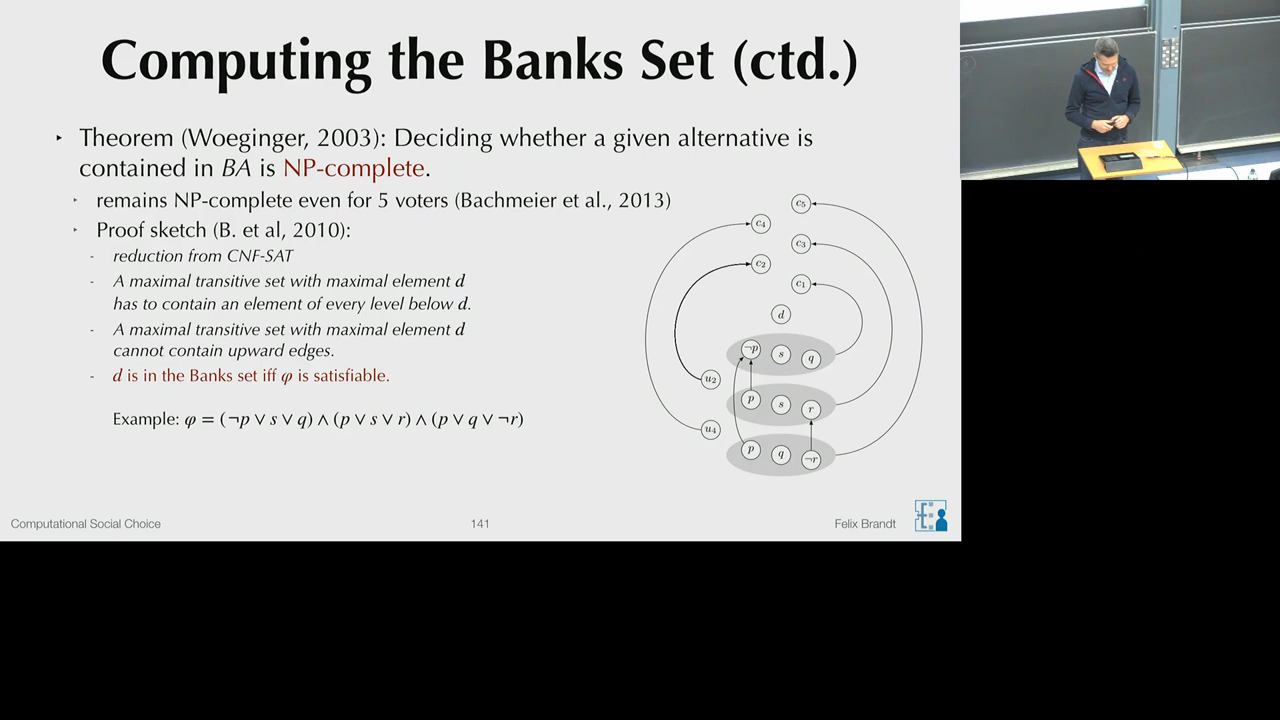 Computing the Banks Set (ctd.)
‣ Theorem (Woeginger, 2003): Deciding whether a given alternative is
contained in BA is NP-complete.
‣ remains NP-complete even for 5 voters (Bachmeier et al., 2013)
‣ Proof sketch (B. et al, 2010):
- reduction from CNF-SAT
- A maximal transitive set with maximal element d
has to contain an element of every level below d.
- A maximal transitive set with maximal element d
cannot contain upward edges.
- d is in the Banks set iff φ is satisfiable.
Example: φ = (¬p ∨ s ∨ q) ∧ (p ∨ s ∨ r) ∧ (p ∨ q ∨ ¬r)
c₅
c₄
c₃
c₂
c₁
d
¬p s q
u₂
p s r
u₄
p q ¬r
Computational Social Choice
141
Felix Brandt